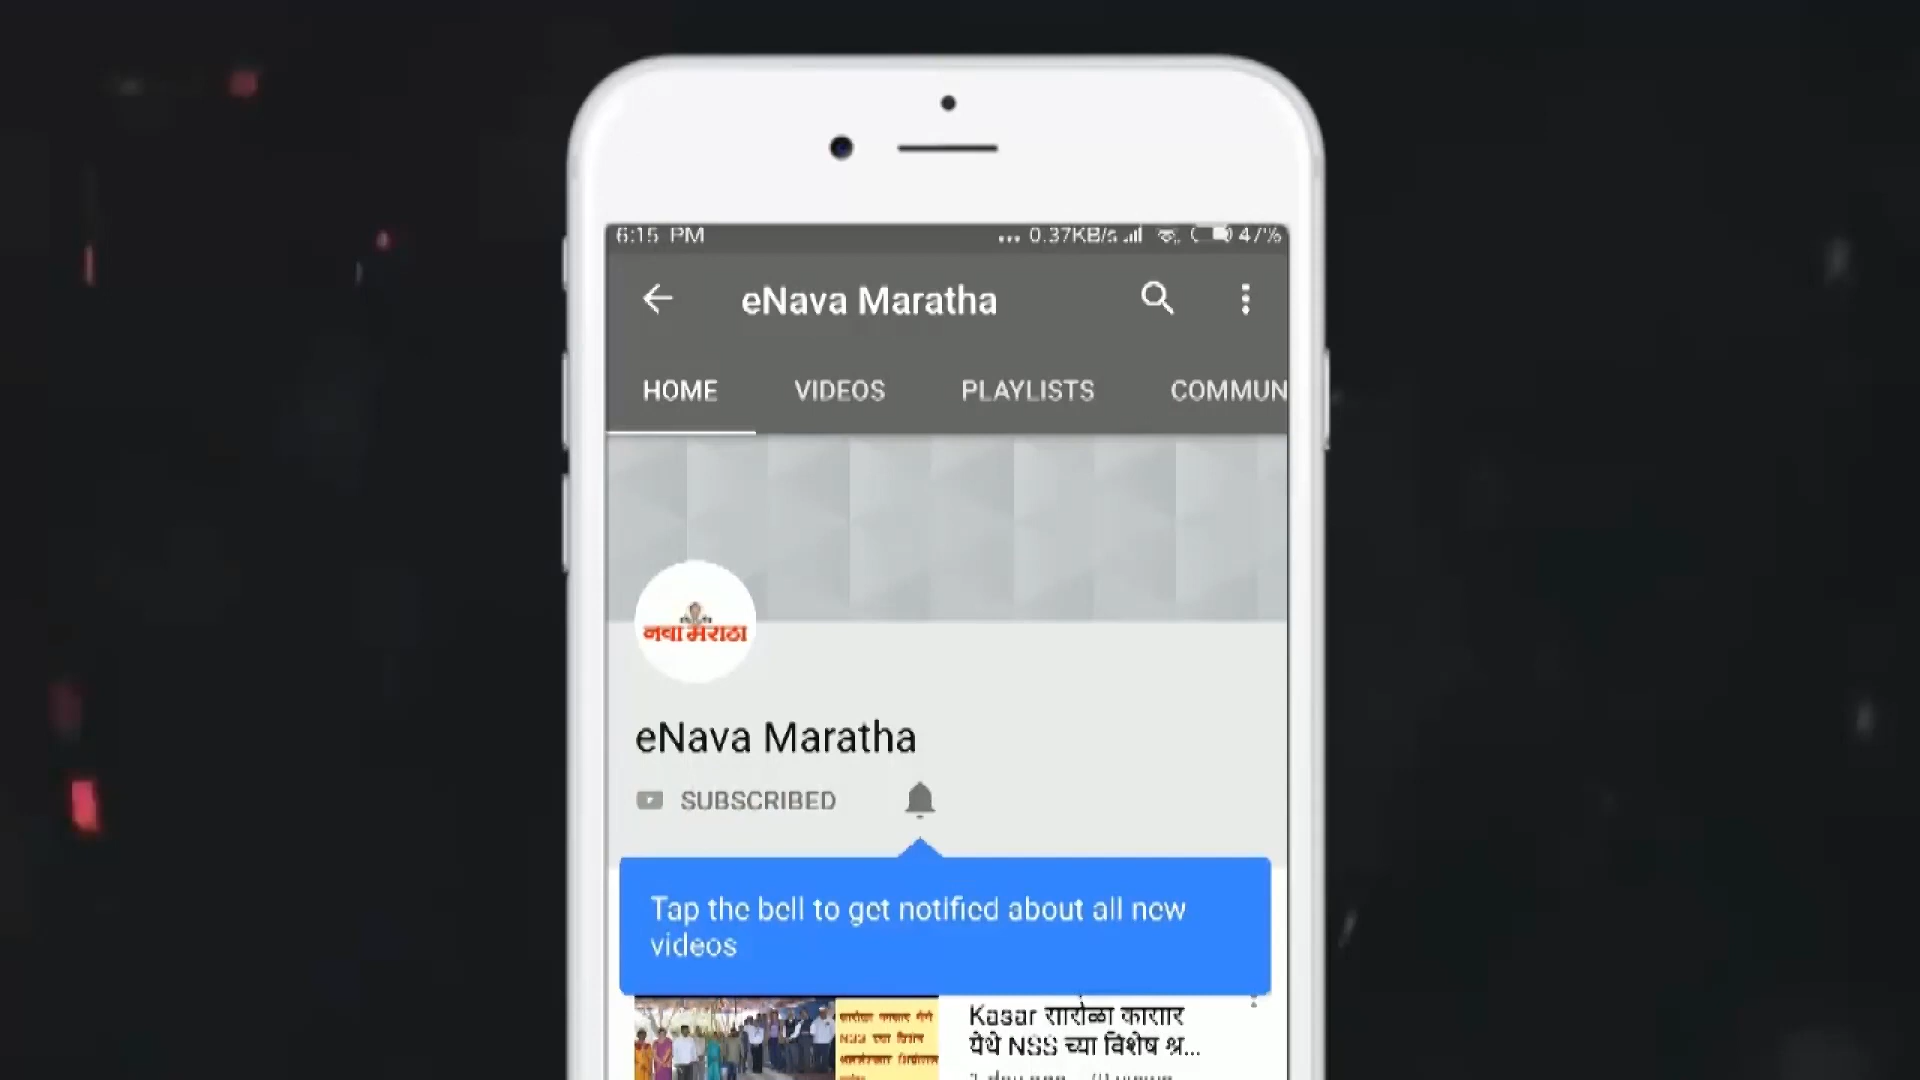 6:15 PM
0.37KB/s
47%
eNava Maratha
HOME VIDEOS PLAYLISTS COMMUN
नवा मराठा
eNava Maratha
SUBSCRIBED
Tap the bell to get notified about all new
videos
Kasar सारोळा कासार
येथे NSS च्या विशेष श्र...